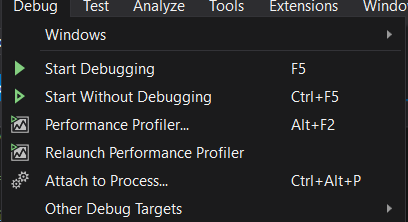 Debug Test Analyze Tools Extensions Window
Windows
Start Debugging F5
Start Without Debugging Ctrl+F5
Performance Profiler... Alt+F2
Relaunch Performance Profiler
Attach to Process... Ctrl+Alt+P
Other Debug Targets